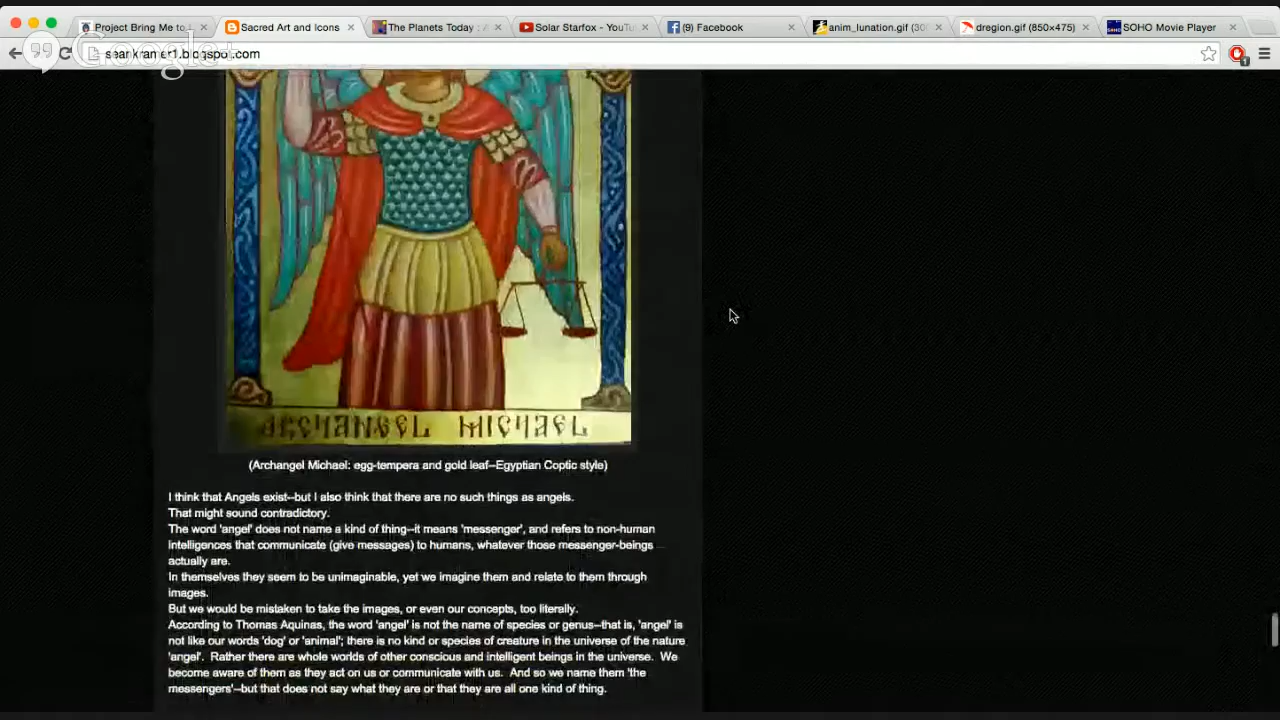 Project Bring Me to
Sacred Art and Icons
The Planets Today : A
Solar Starfox - YouTu
(9) Facebook
anim_lunation.gif (30
dregion.gif (850×475)
SOHO Movie Player
Google+
seankramer1.blogspot.com
ARCHANGEL MICHAEL
(Archangel Michael: egg-tempera and gold leaf--Egyptian Coptic style)
I think that Angels exist--but I also think that there are no such things as angels.
That might sound contradictory.
The word 'angel' does not name a kind of thing--it means 'messenger', and refers to non-human
intelligences that communicate (give messages) to humans, whatever those messenger-beings
actually are.
In themselves they seem to be unimaginable, yet we imagine them and relate to them through
images.
But we would be mistaken to take the images, or even our concepts, too literally.
According to Thomas Aquinas, the word 'angel' is not the name of species or genus--that is, 'angel' is
not like our words 'dog' or 'animal'; there is no kind or species of creature in the universe of the nature
'angel'.  Rather there are whole worlds of other conscious and intelligent beings in the universe.  We
become aware of them as they act on us or communicate with us.  And so we name them 'the
messengers'--but that does not say what they are or that they are all one kind of thing.